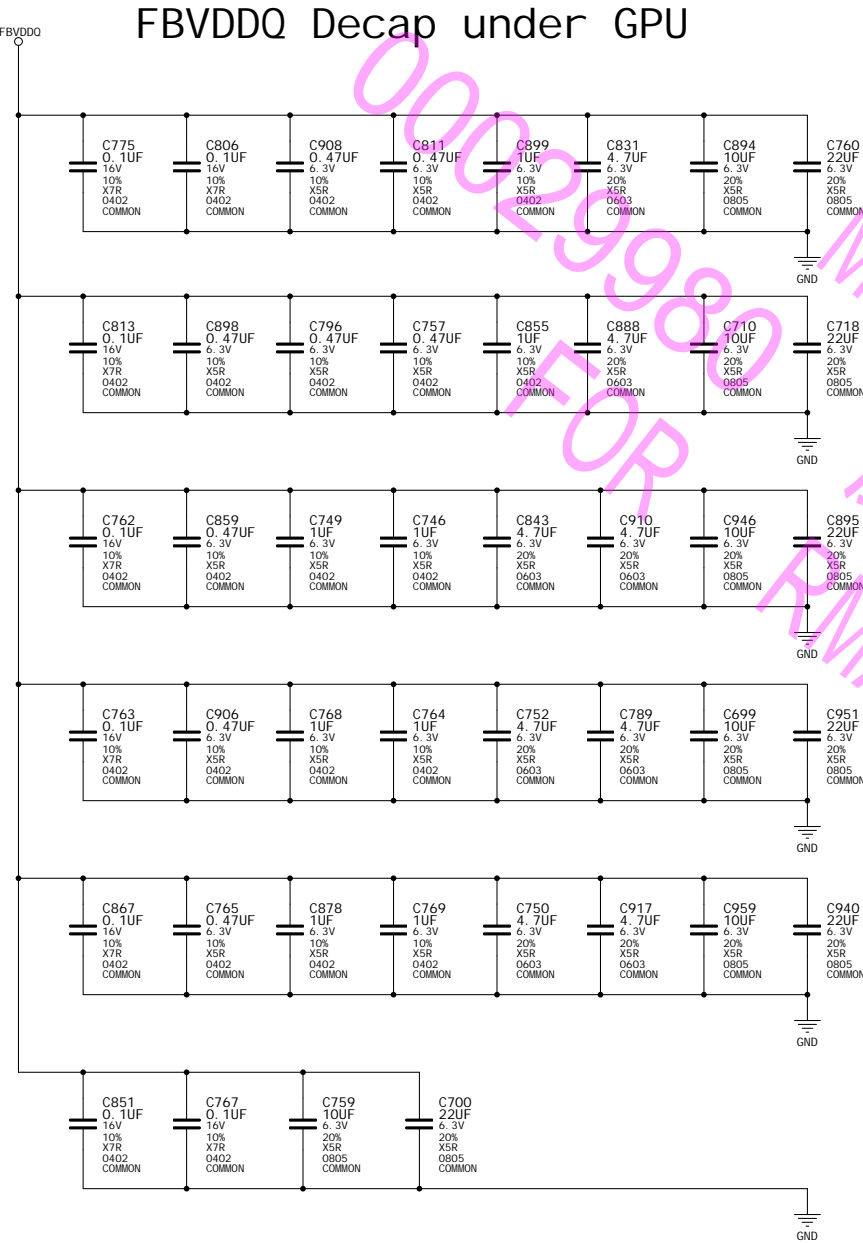 FBVDDQ Decap under GPU
FBVDDQ
C775
0.1UF
16V
10%
X7R
0402
COMMON
C806
0.1UF
16V
10%
X7R
0402
COMMON
C908
0.47UF
6.3V
10%
X5R
0402
COMMON
C811
0.47UF
6.3V
10%
X5R
0402
COMMON
C899
1UF
6.3V
10%
X5R
0402
COMMON
C831
4.7UF
6.3V
20%
X5R
0603
COMMON
C894
10UF
6.3V
20%
X5R
0805
COMMON
C760
22UF
6.3V
20%
X5R
0805
COMMON
GND
C813
0.1UF
16V
10%
X7R
0402
COMMON
C898
0.47UF
6.3V
10%
X5R
0402
COMMON
C796
0.47UF
6.3V
10%
X5R
0402
COMMON
C757
0.47UF
6.3V
10%
X5R
0402
COMMON
C855
1UF
6.3V
10%
X5R
0402
COMMON
C888
4.7UF
6.3V
20%
X5R
0603
COMMON
C710
10UF
6.3V
20%
X5R
0805
COMMON
C718
22UF
6.3V
20%
X5R
0805
COMMON
GND
C762
0.1UF
16V
10%
X7R
0402
COMMON
C859
0.47UF
6.3V
10%
X5R
0402
COMMON
C749
1UF
6.3V
10%
X5R
0402
COMMON
C746
1UF
6.3V
10%
X5R
0402
COMMON
C843
4.7UF
6.3V
20%
X5R
0603
COMMON
C910
4.7UF
6.3V
20%
X5R
0603
COMMON
C946
10UF
6.3V
20%
X5R
0805
COMMON
C895
22UF
6.3V
20%
X5R
0805
COMMON
GND
C763
0.1UF
16V
10%
X7R
0402
COMMON
C906
0.47UF
6.3V
10%
X5R
0402
COMMON
C768
1UF
6.3V
10%
X5R
0402
COMMON
C764
1UF
6.3V
10%
X5R
0402
COMMON
C752
4.7UF
6.3V
20%
X5R
0603
COMMON
C789
4.7UF
6.3V
20%
X5R
0603
COMMON
C699
10UF
6.3V
20%
X5R
0805
COMMON
C951
22UF
6.3V
20%
X5R
0805
COMMON
GND
C867
0.1UF
16V
10%
X7R
0402
COMMON
C765
0.47UF
6.3V
10%
X5R
0402
COMMON
C878
1UF
6.3V
10%
X5R
0402
COMMON
C769
1UF
6.3V
10%
X5R
0402
COMMON
C750
4.7UF
6.3V
20%
X5R
0603
COMMON
C917
4.7UF
6.3V
20%
X5R
0603
COMMON
C959
10UF
6.3V
20%
X5R
0805
COMMON
C940
22UF
6.3V
20%
X5R
0805
COMMON
GND
C851
0.1UF
16V
10%
X7R
0402
COMMON
C767
0.1UF
16V
10%
X7R
0402
COMMON
C759
10UF
6.3V
20%
X5R
0805
COMMON
C700
22UF
6.3V
20%
X5R
0805
COMMON
GND
00029980
FOR